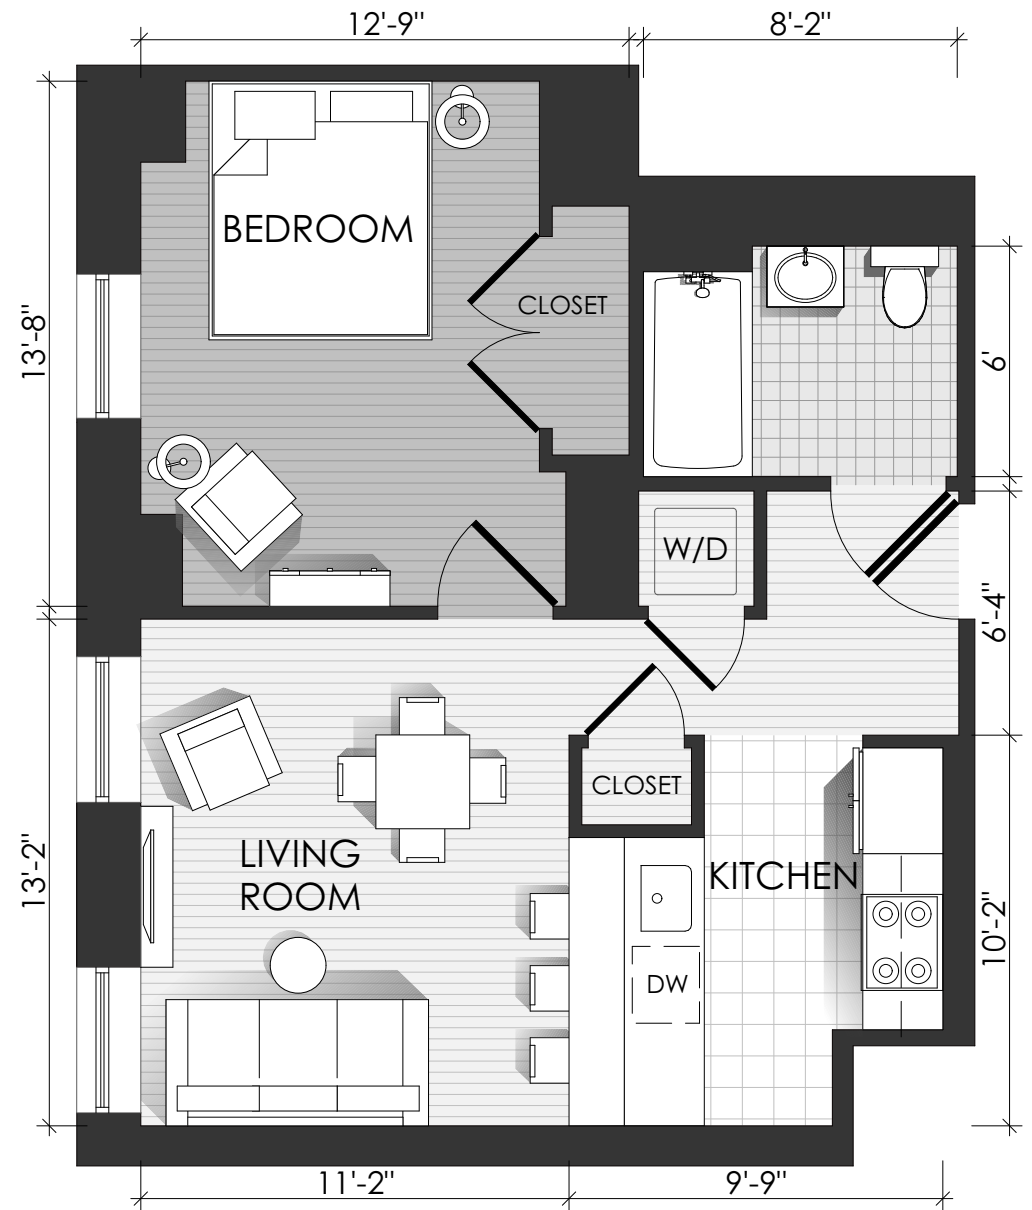 12'-9"
8'-2"
BEDROOM
CLOSET
13'-8"
6'
W/D
6'-4"
CLOSET
LIVING
ROOM
KITCHEN
13'-2"
10'-2"
DW
11'-2"
9'-9"